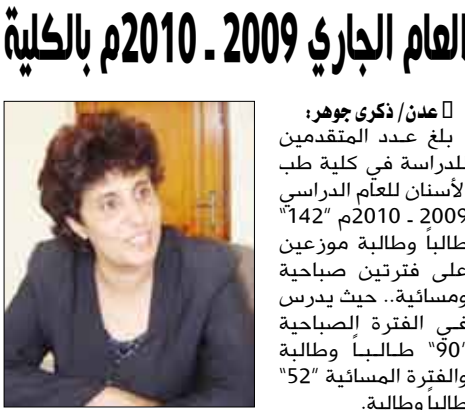 العام الجاري 2009 ـ 2010م بالكلية
عدن/ ذكرى جوهر:
بلغ عدد المتقدمين
للدراسة في كلية طب
الأسنان للعام الدراسي
2009 ـ 2010م "142"
طالباً وطالبة موزعين
على فترتين صباحية
ومسائية.. حيث يدرس
في الفترة الصباحية
"90" طالباً وطالبة
والفترة المسائية "52"
طالباً وطالبة.